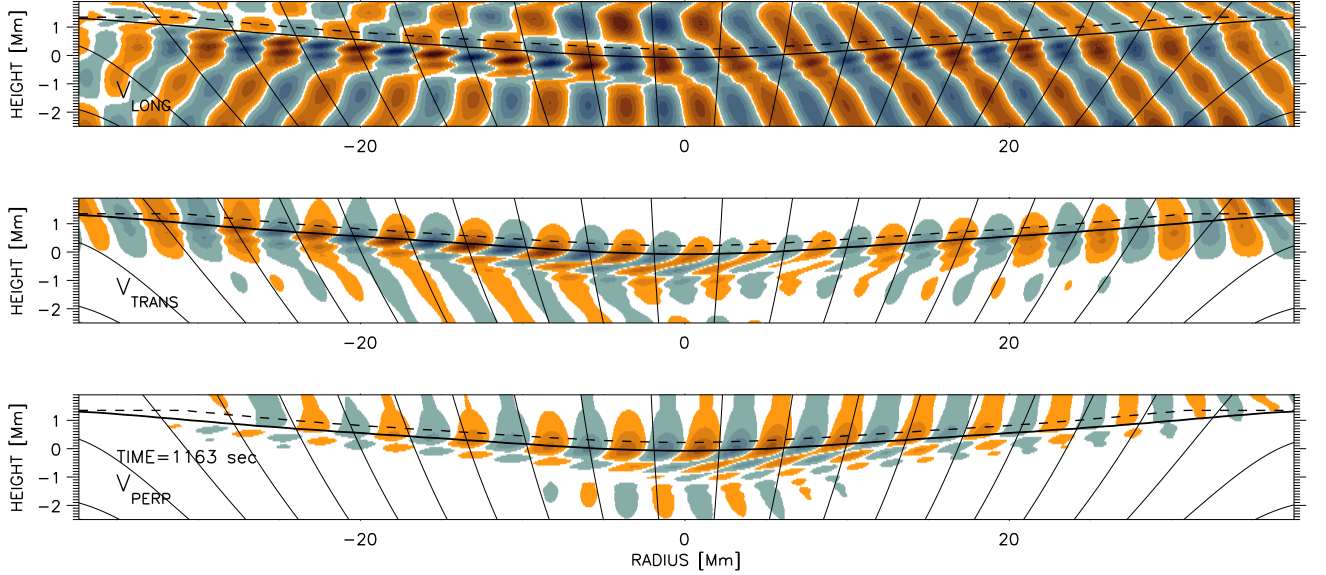 HEIGHT [Mm]
1
0
−1
−2
V_LONG
−20 0 20
HEIGHT [Mm]
1
0
−1
−2
V_TRANS
−20 0 20
HEIGHT [Mm]
1
0
−1
−2
TIME=1163 sec
V_PERP
−20 0 20
RADIUS [Mm]